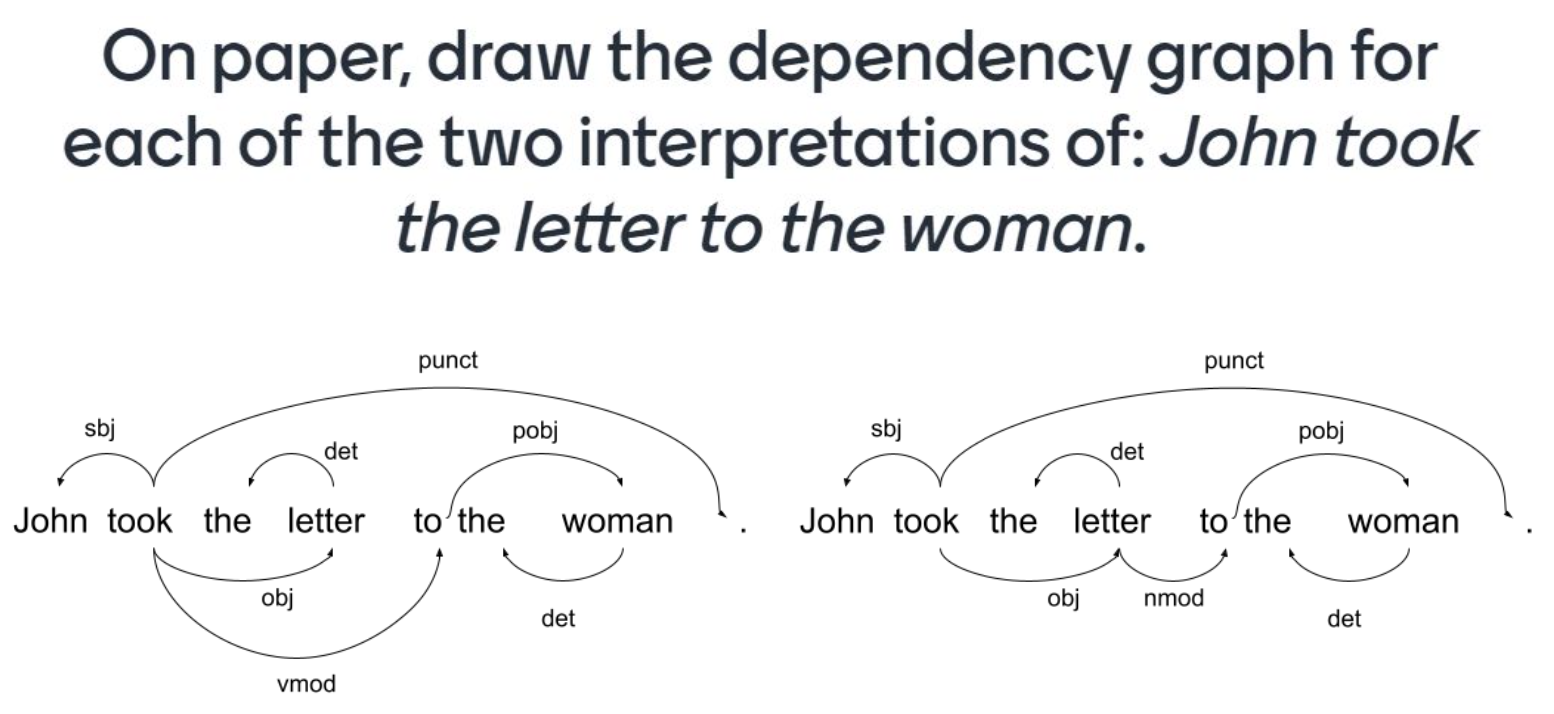 On paper, draw the dependency graph for
each of the two interpretations of: John took
the letter to the woman.
punct
sbj
det
pobj
John took the letter to the woman .
obj
det
vmod
punct
sbj
det
pobj
John took the letter to the woman .
obj
nmod
det